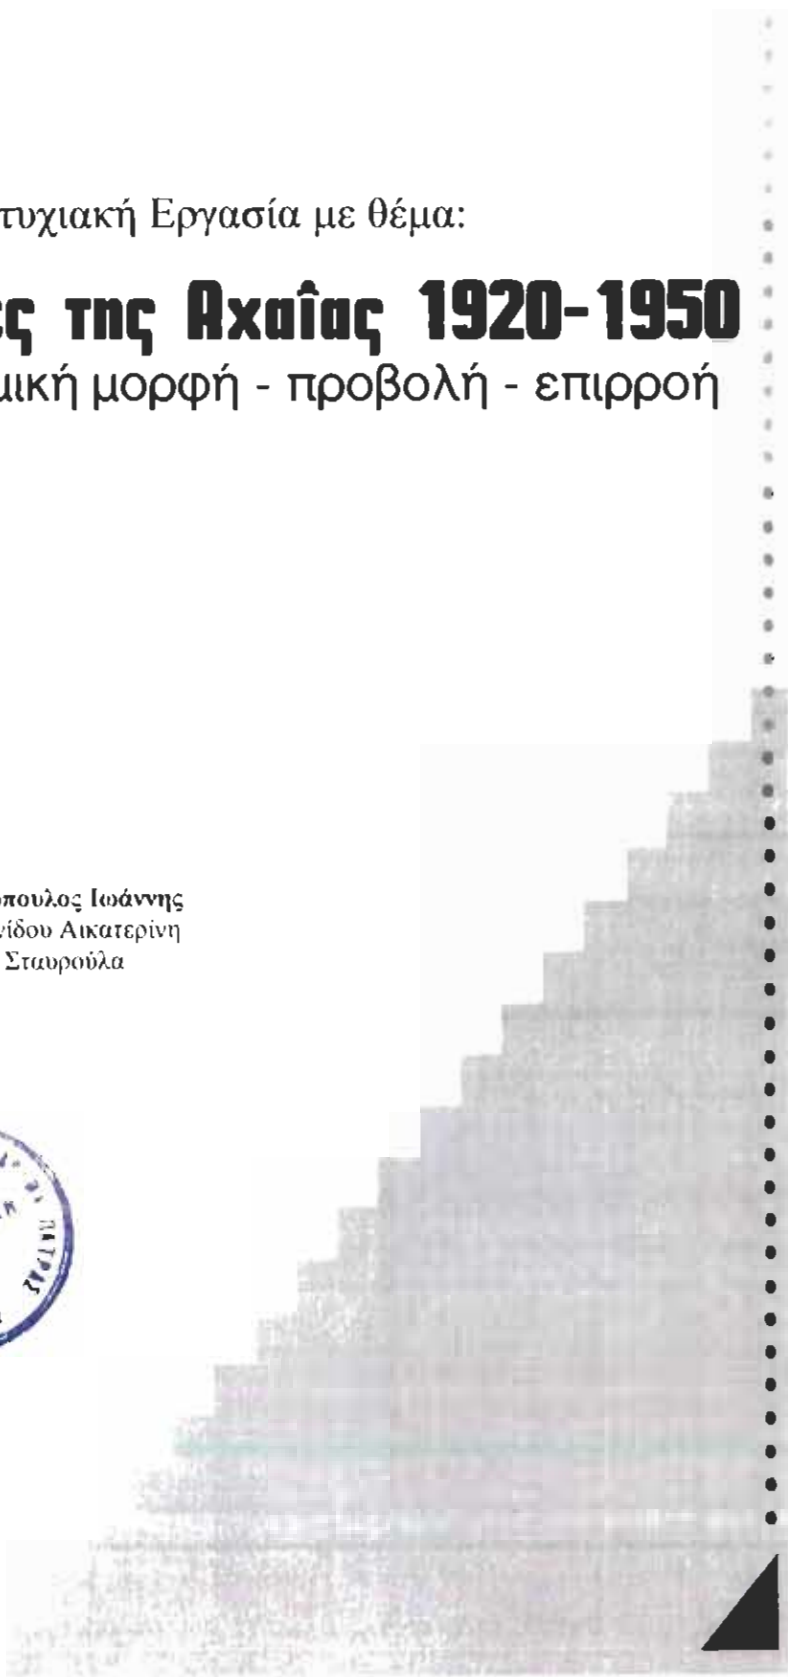 τυχιακή Εργασία με θέμα:
ες της Αχαΐας 1920-1950
μική μορφή - προβολή - επιρροή
πουλος Ιωάννης
νίδου Αικατερίνη
Σταυρούλα
ΠΑΤΡΑΣ